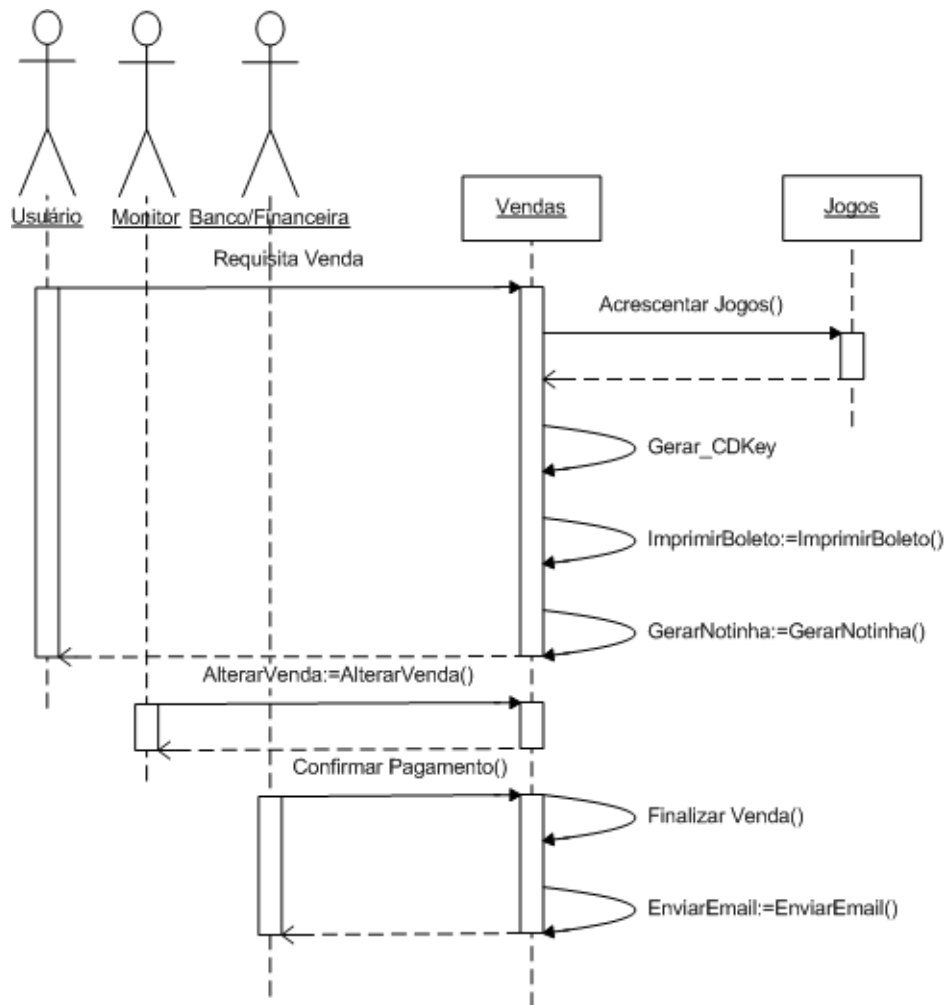 Usuário
Monitor
Banco/Financeira
Vendas
Jogos
Requisita Venda
Acrescentar Jogos()
Gerar_CDKey
ImprimirBoleto:=ImprimirBoleto()
GerarNotinha:=GerarNotinha()
AlterarVenda:=AlterarVenda()
Confirmar Pagamento()
Finalizar Venda()
EnviarEmail:=EnviarEmail()